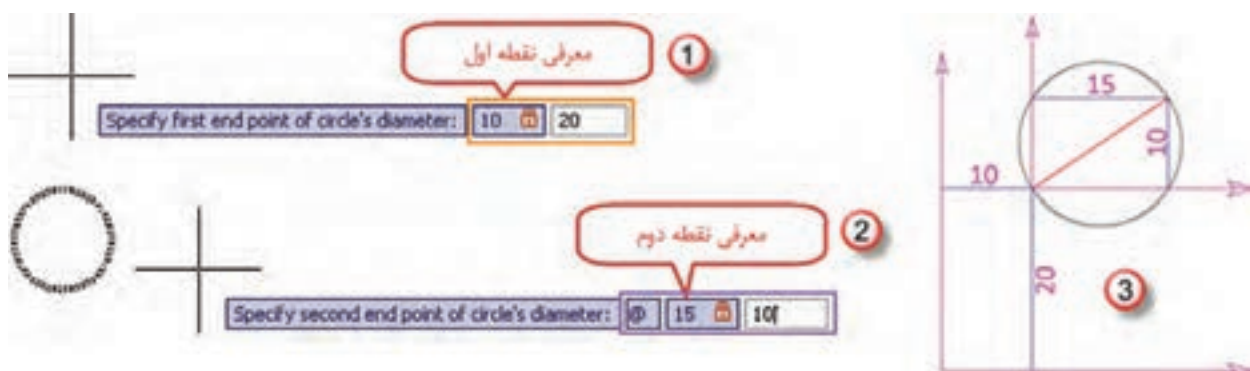 معرفی نقطه اول
1
Specify first end point of circle's diameter: 10 20
معرفی نقطه دوم
2
Specify second end point of circle's diameter: @ 15 10
15
10
10
20
3